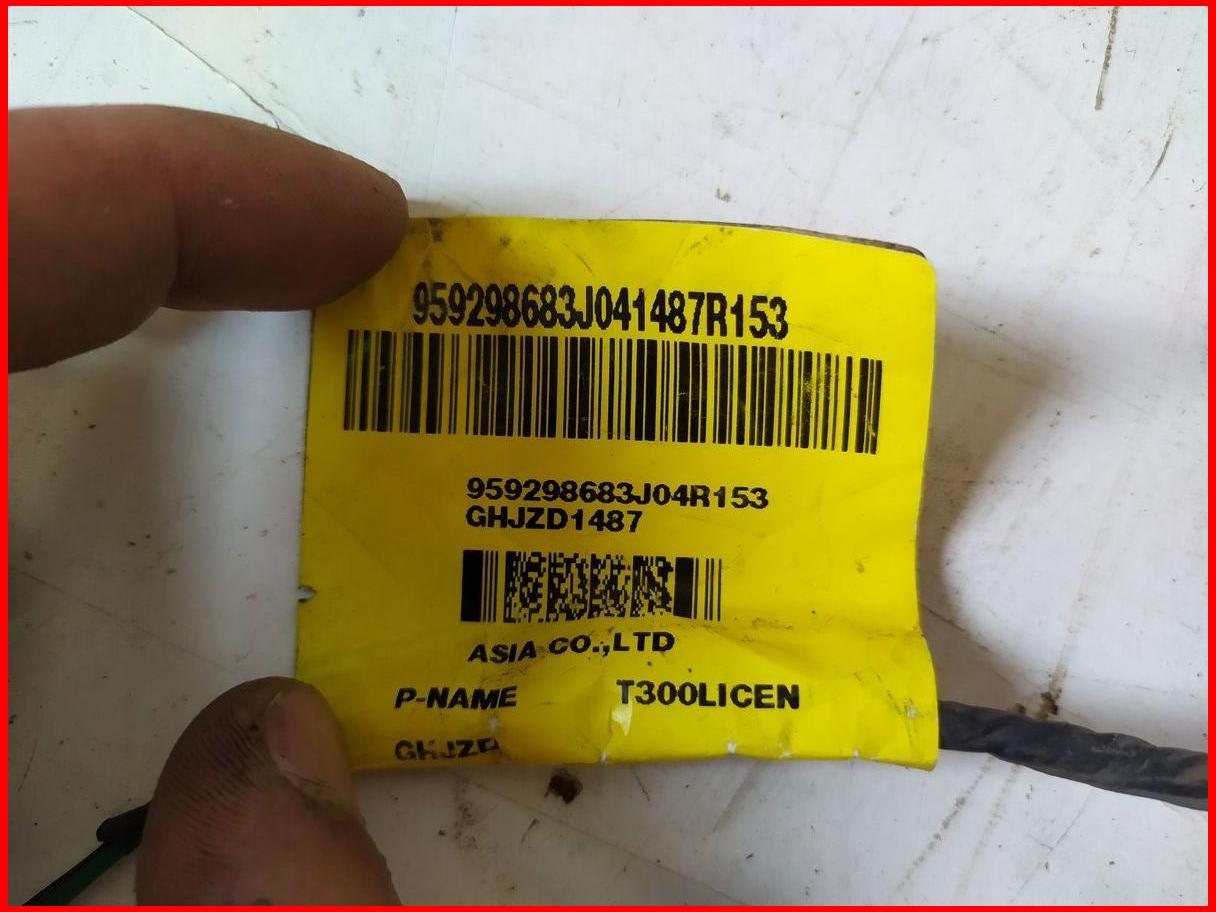 959298683J041487R153
959298683J04R153
GHJZD1487
ASIA CO.,LTD
P-NAME T300LICEN